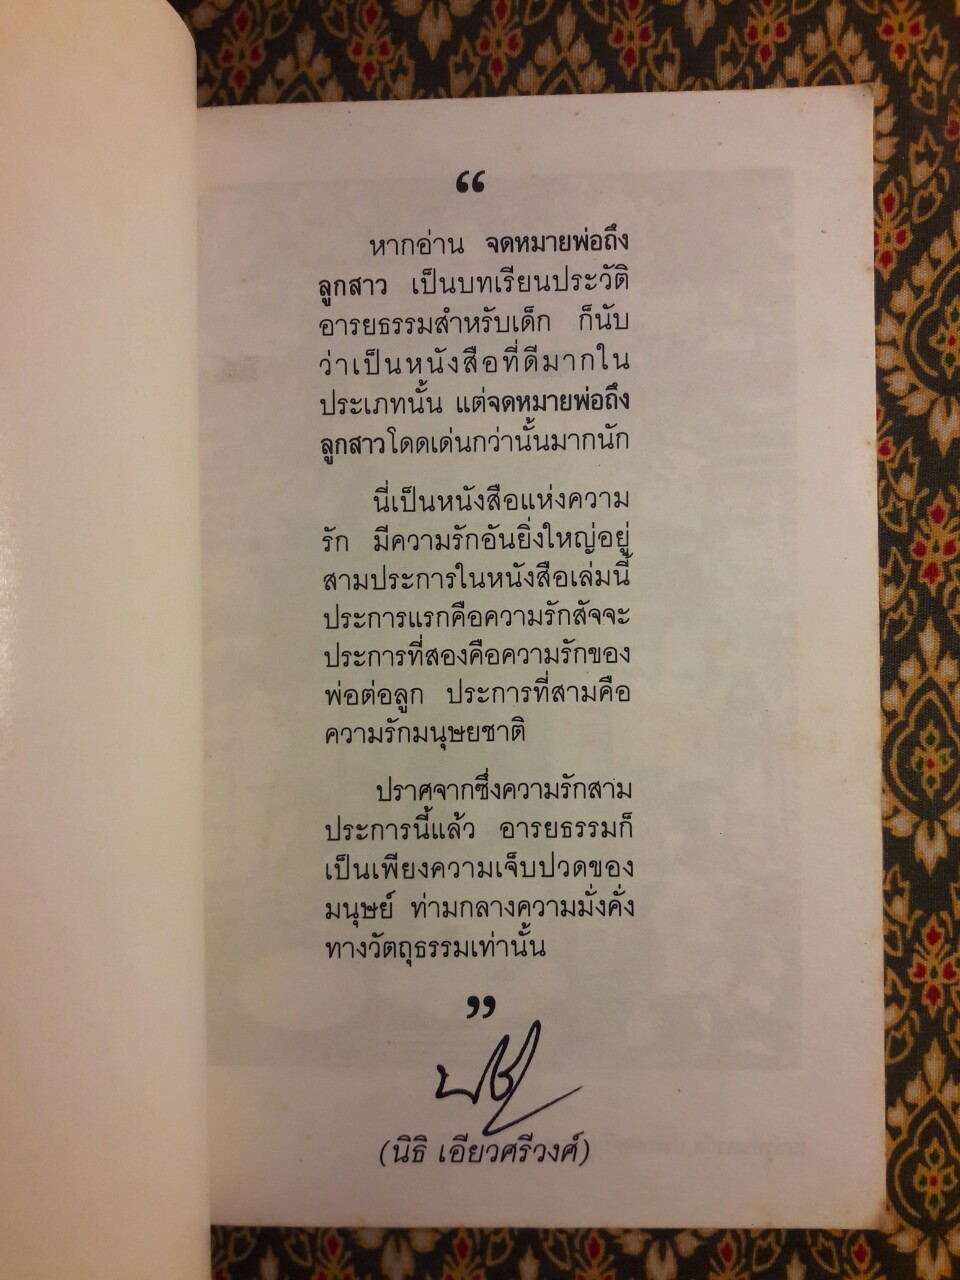 “
หากอ่าน จดหมายพ่อถึง
ลูกสาว เป็นบทเรียนประวัติ
อารยธรรมสำหรับเด็ก ก็นับ
ว่าเป็นหนังสือที่ดีมากใน
ประเภทนั้น แต่จดหมายพ่อถึง
ลูกสาวโดดเด่นกว่านั้นมากนัก
นี่เป็นหนังสือแห่งความ
รัก มีความรักอันยิ่งใหญ่อยู่
สามประการในหนังสือเล่มนี้
ประการแรกคือความรักสัจจะ
ประการที่สองคือความรักของ
พ่อต่อลูก ประการที่สามคือ
ความรักมนุษยชาติ
ปราศจากซึ่งความรักสาม
ประการนี้แล้ว อารยธรรมก็
เป็นเพียงความเจ็บปวดของ
มนุษย์ ท่ามกลางความมั่งคั่ง
ทางวัตถุธรรมเท่านั้น
”
(นิธิ เอียวศรีวงศ์)